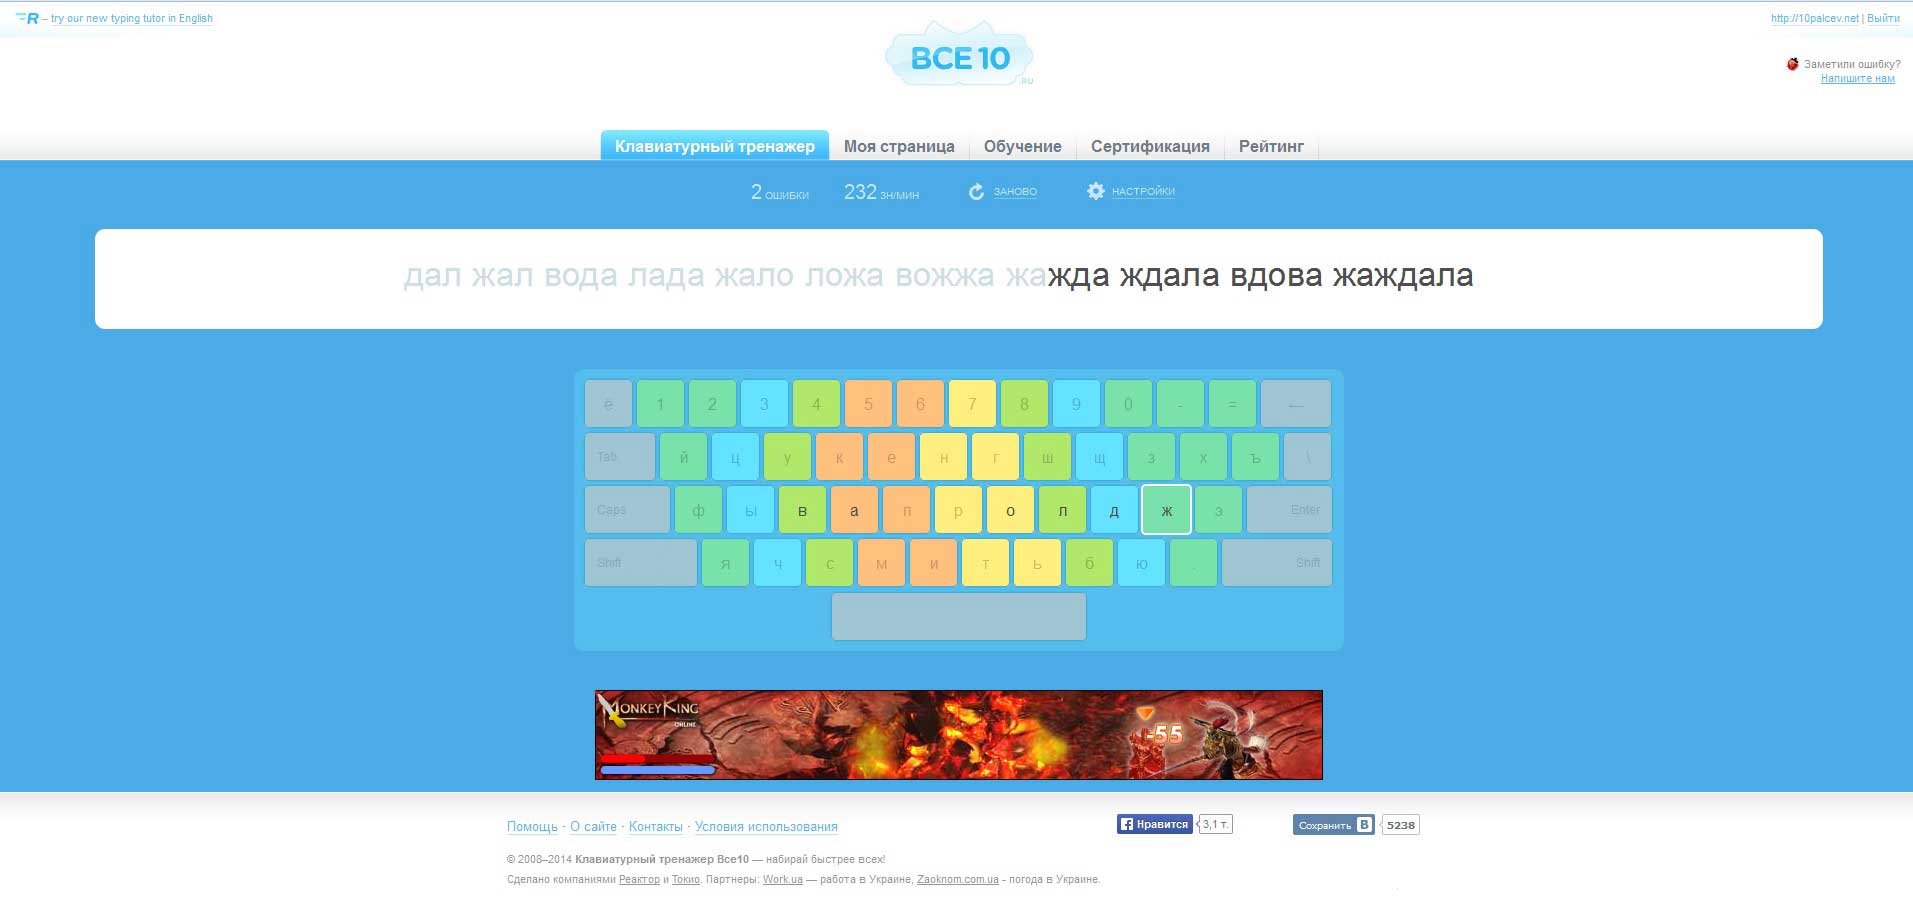 R – try our new typing tutor in English
http://10palcev.net | Выйти
ВСЕ 10
.RU
Заметили ошибку?
Напишите нам
Клавиатурный тренажер Моя страница Обучение Сертификация Рейтинг
2 ОШИБКИ 232 ЗН/МИН ЗАНОВО НАСТРОЙКИ
дал жал вода лада жало ложа вожжа жажда ждала вдова жаждала
ё 1 2 3 4 5 6 7 8 9 0 - = ←
Tab й ц у к е н г ш щ з х ъ \
Caps ф ы в а п р о л д ж э Enter
Shift я ч с м и т ь б ю . Shift
MONKEY KING
ONLINE
-55
Помощь · О сайте · Контакты · Условия использования
Нравится 3,1 т.
Сохранить В 5238
© 2008–2014 Клавиатурный тренажер Все10 — набирай быстрее всех!
Сделано компаниями Реактор и Токио. Партнеры: Work.ua — работа в Украине, Zaoknom.com.ua - погода в Украине.